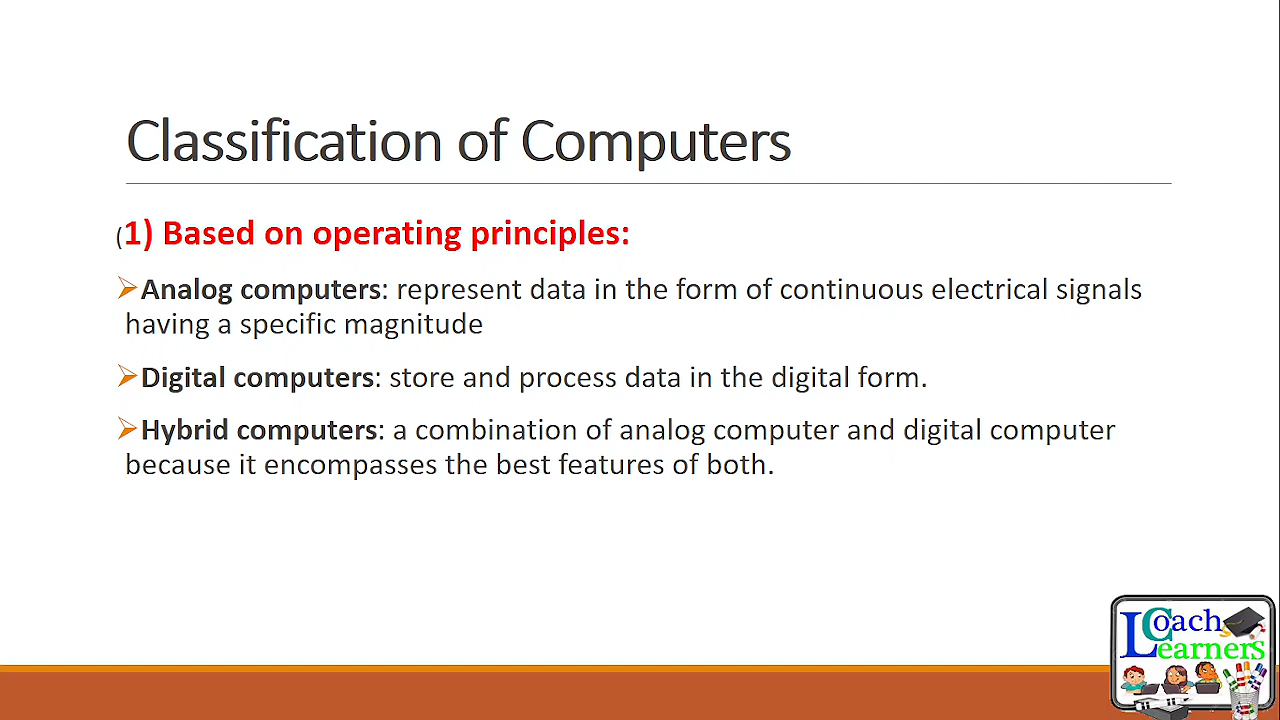 Classification of Computers
(1) Based on operating principles:
➢Analog computers: represent data in the form of continuous electrical signals
having a specific magnitude
➢Digital computers: store and process data in the digital form.
➢Hybrid computers: a combination of analog computer and digital computer
because it encompasses the best features of both.
Coach
Learners